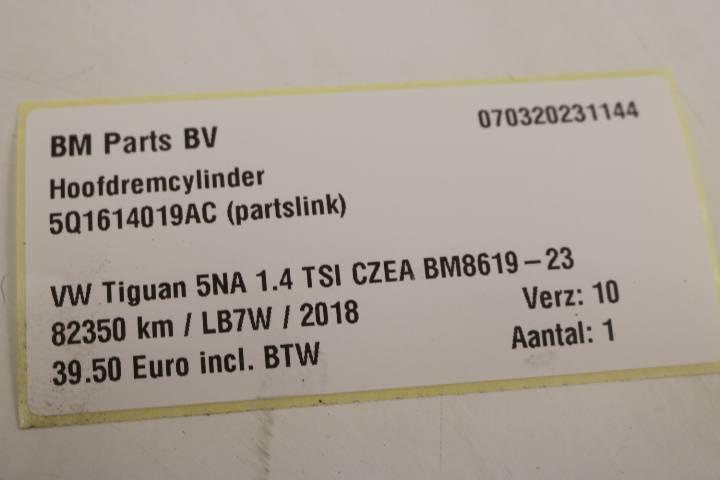 BM Parts BV
070320231144
Hoofdremcylinder
5Q1614019AC (partslink)
VW Tiguan 5NA 1.4 TSI CZEA BM8619-23
82350 km / LB7W / 2018
Verz: 10
39.50 Euro incl. BTW
Aantal: 1